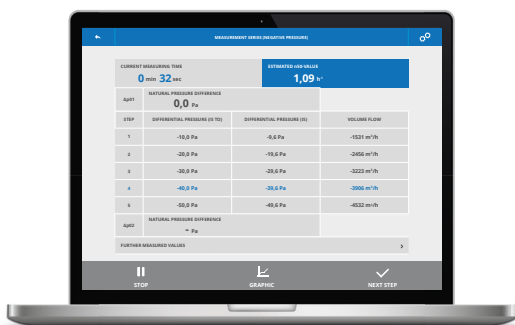 MEASUREMENT SERIES (NEGATIVE PRESSURE)
CURRENT MEASURING TIME
0 min 32 sec
ESTIMATED n50-VALUE
1,09 h⁻¹
Δp01
NATURAL PRESSURE DIFFERENCE
0,0 Pa
STEP DIFFERENTIAL PRESSURE (IS TO) DIFFERENTIAL PRESSURE (IS) VOLUME FLOW
1 -10,0 Pa -9,6 Pa -1531 m³/h
2 -20,0 Pa -19,6 Pa -2456 m³/h
3 -30,0 Pa -29,6 Pa -3223 m³/h
4 -40,0 Pa -39,6 Pa -3906 m³/h
5 -50,0 Pa -49,6 Pa -4532 m³/h
Δp02
NATURAL PRESSURE DIFFERENCE
- Pa
FURTHER MEASURED VALUES
STOP GRAPHIC NEXT STEP